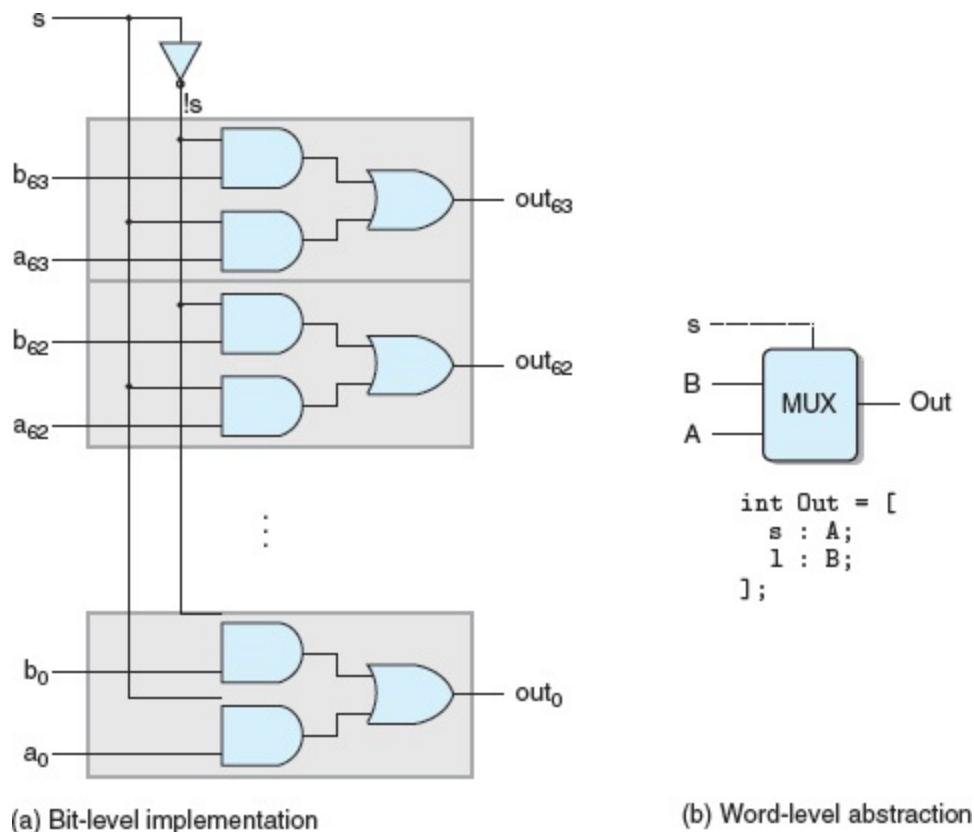 s
!s
b63
out63
a63
b62
out62
a62
⋮
b0
out0
a0
(a) Bit-level implementation
s
B
MUX
Out
A
int Out = [
s : A;
1 : B;
];
(b) Word-level abstraction